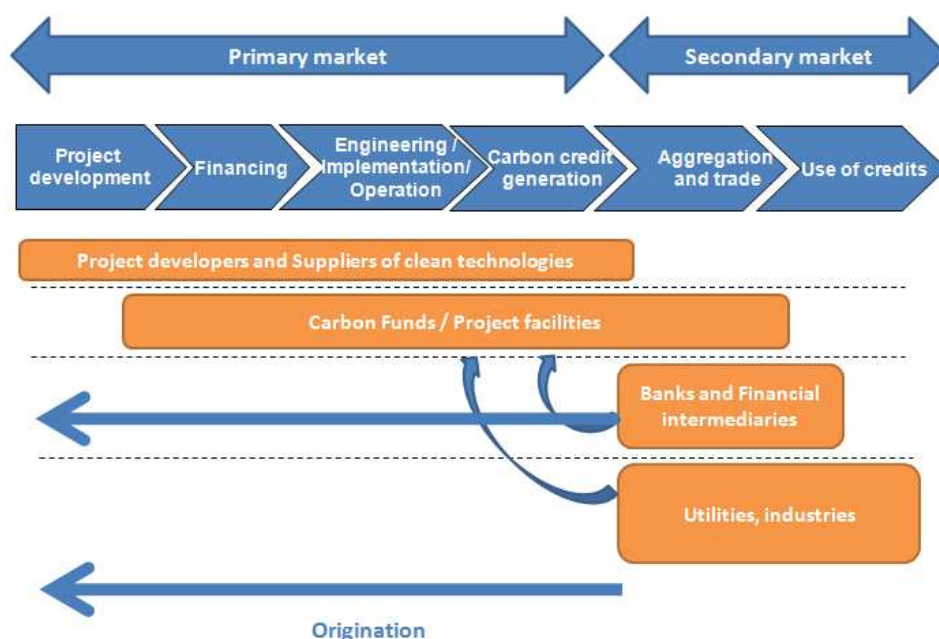 Primary market
Secondary market
Project
development
Financing
Engineering /
Implementation/
Operation
Carbon credit
generation
Aggregation
and trade
Use of credits
Project developers and Suppliers of clean technologies
Carbon Funds / Project facilities
Banks and Financial
intermediaries
Utilities, industries
Origination